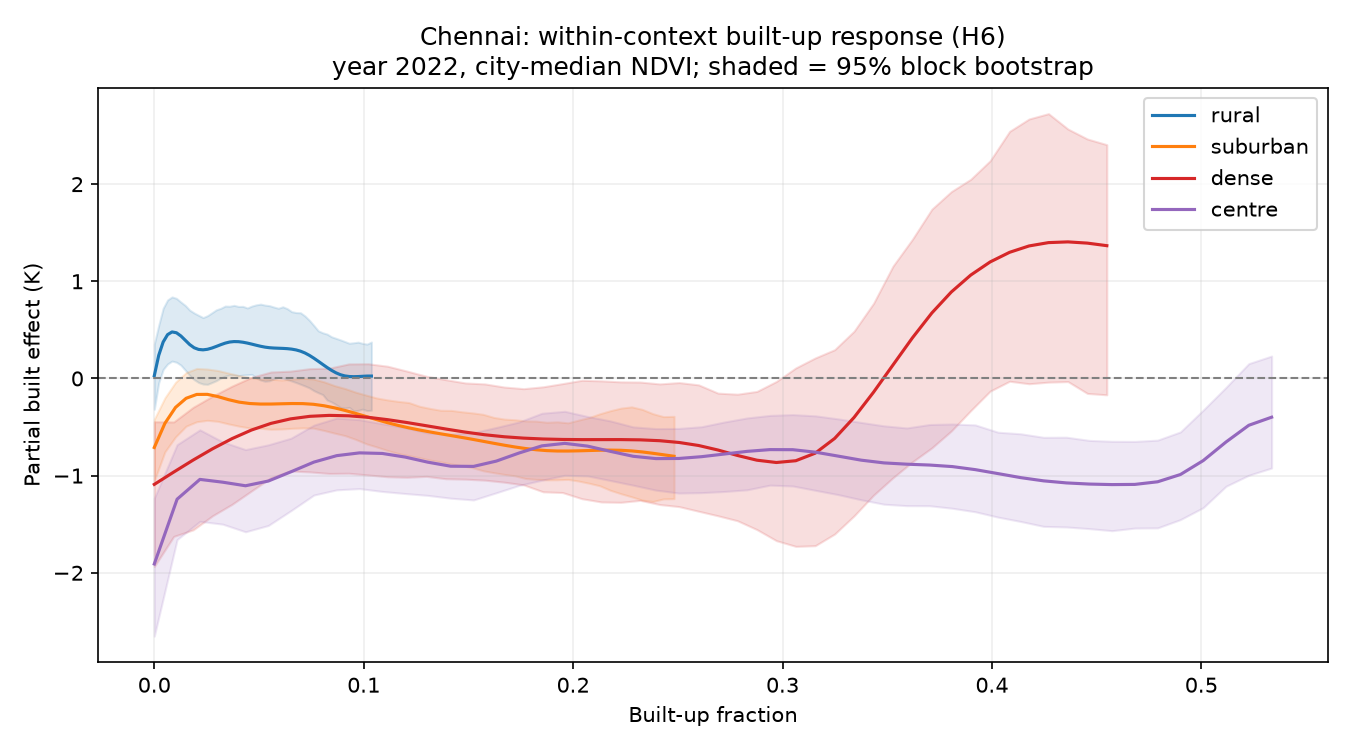 Chennai: within-context built-up response (H6)
year 2022, city-median NDVI; shaded = 95% block bootstrap
rural
suburban
dense
centre
Partial built effect (K)
2
1
0
−1
−2
0.0
0.1
0.2
0.3
0.4
0.5
Built-up fraction